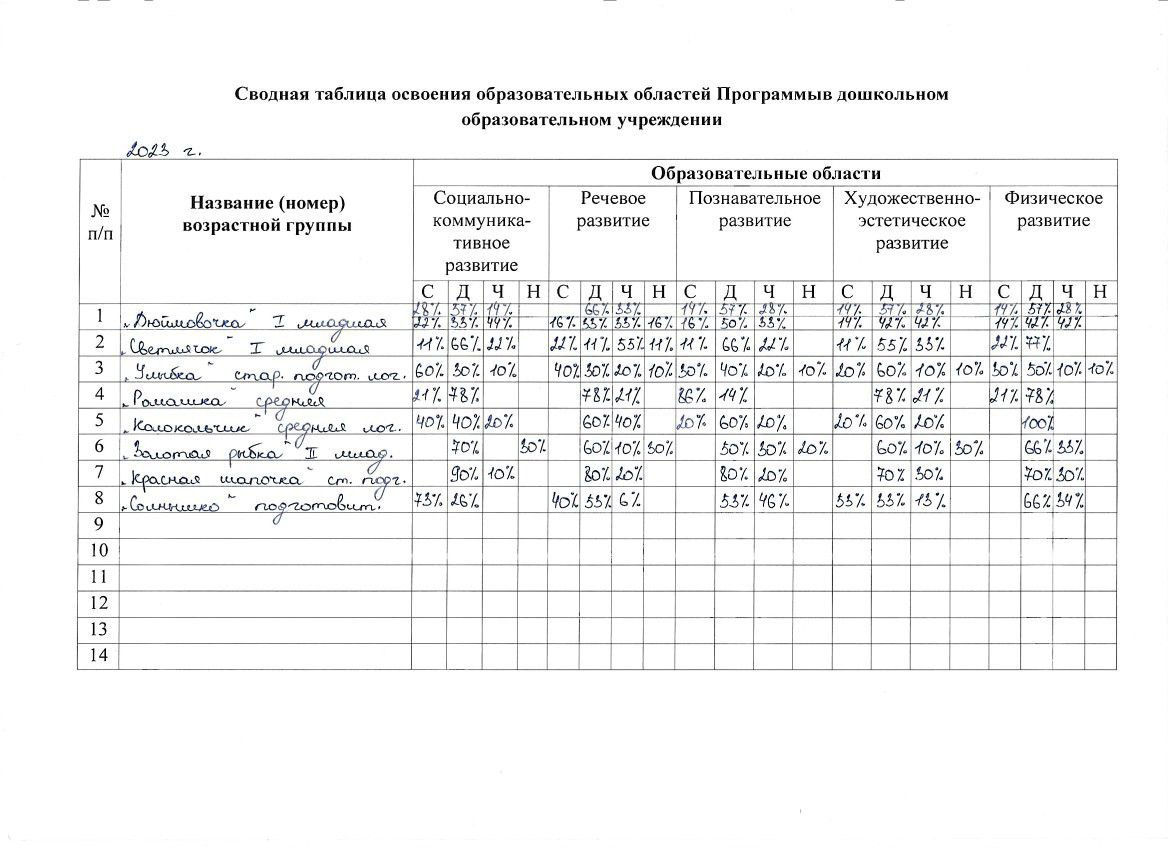 Сводная таблица освоения образовательных областей Программыв дошкольном
образовательном учреждении
2023 г.
№ п/п Название (номер) возрастной группы Образовательные области
Социально-коммуника-тивное развитие Речевое развитие Познавательное развитие Художественно-эстетическое развитие Физическое развитие
С Д Ч Н С Д Ч Н С Д Ч Н С Д Ч Н С Д Ч Н
28% 57% 14% 66% 33% 14% 57% 28% 14% 57% 28% 14% 57% 28%
1 „Дюймовочка“ I младшая 22% 33% 44% 16% 33% 33% 16% 16% 50% 33% 14% 42% 42% 14% 42% 42%
2 „Светлячок“ I младшая 11% 66% 22% 22% 11% 55% 11% 11% 66% 22% 11% 55% 33% 22% 77%
3 „Улыбка“ стар. подгот. лог. 60% 30% 10% 40% 30% 20% 10% 30% 40% 20% 10% 20% 60% 10% 10% 30% 50% 10% 10%
4 „Ромашка“ средняя 21% 78% 78% 21% 86% 14% 78% 21% 21% 78%
5 „Колокольчик“ средняя лог. 40% 40% 20% 60% 40% 20% 60% 20% 20% 60% 20% 100%
6 „Золотая рыбка“ II млад. 70% 30% 60% 10% 30% 50% 30% 20% 60% 10% 30% 66% 33%
7 „Красная шапочка“ ст. подг. 90% 10% 80% 20% 80% 20% 70% 30% 70% 30%
8 „Солнышко“ подготовит. 73% 26% 40% 53% 6% 53% 46% 53% 33% 13% 66% 34%
9
10
11
12
13
14